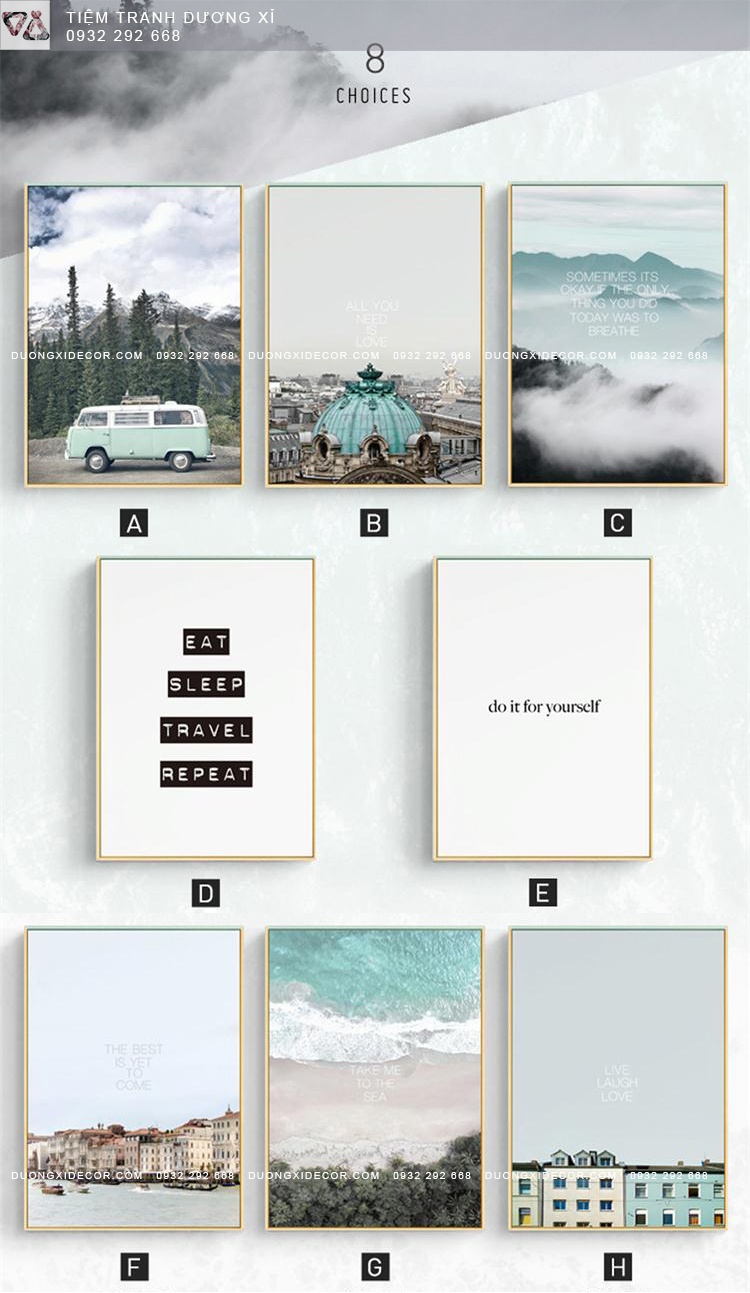 TIỆM TRANH DƯƠNG XỈ
0932 292 668
8
CHOICES
ALL YOU
NEED
IS
LOVE
SOMETIMES ITS
OKAY IF THE ONLY
THING YOU DID
TODAY WAS TO
BREATHE
DUONGXIDECOR.COM 0932 292 668 DUONGXIDECOR.COM 0932 292 668 DUONGXIDECOR.COM 0932 292 668
A
B
C
EAT
SLEEP
TRAVEL
REPEAT
do it for yourself
D
E
THE BEST
IS YET
TO
COME
TAKE ME
TO THE
SEA
LIVE
LAUGH
LOVE
DUONGXIDECOR.COM 0932 292 668 DUONGXIDECOR.COM 0932 292 668 DUONGXIDECOR.COM 0932 292 668
F
G
H